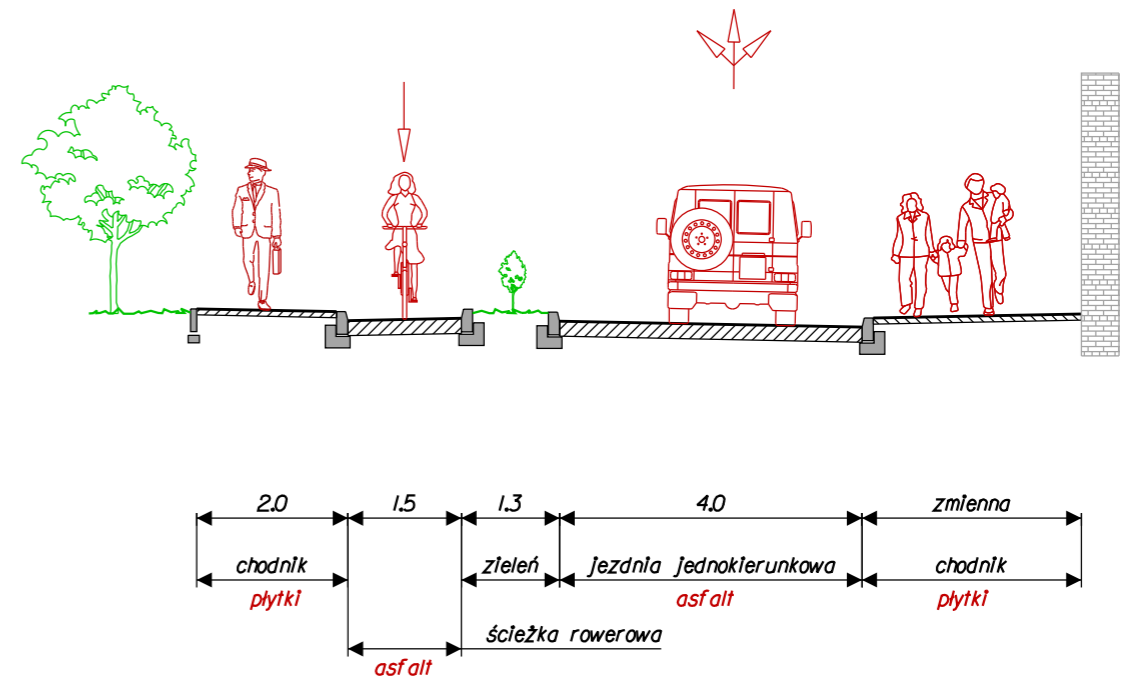 2.0 1.5 1.3 4.0 zmienna
chodnik zieleń jezdnia jednokierunkowa chodnik
płytki asfalt płytki
ścieżka rowerowa
asfalt